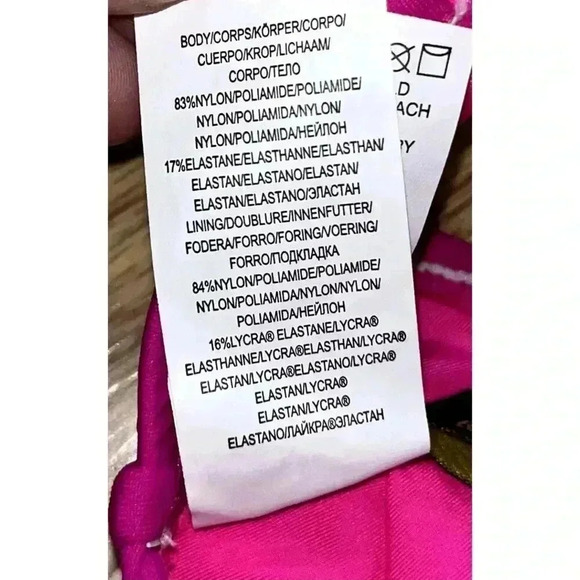 BODY/CORPS/KÖRPER/CORPO/
CUERPO/KROP/LICHAAM/
CORPO/ТЕЛО
83%NYLON/POLIAMIDE/POLIAMIDE/
NYLON/POLIAMIDA/NYLON/
NYLON/POLIAMIDA/НЕЙЛОН
17%ELASTANE/ELASTHANNE/ELASTHAN/
ELASTAN/ELASTANO/ELASTAN/
ELASTAN/ELASTANO/ЭЛАСТАН
LINING/DOUBLURE/INNENFUTTER/
FODERA/FORRO/FORING/VOERING/
FORRO/ПОДКЛАДКА
84%NYLON/POLIAMIDE/POLIAMIDE/
NYLON/POLIAMIDA/NYLON/NYLON/
POLIAMIDA/НЕЙЛОН
16%LYCRA® ELASTANE/LYCRA®
ELASTHANNE/LYCRA®ELASTHAN/LYCRA®
ELASTAN/LYCRA®ELASTANO/LYCRA®
ELASTAN/LYCRA®
ELASTAN/LYCRA®
ELASTANO/ЛАЙКРА®ЭЛАСТАН